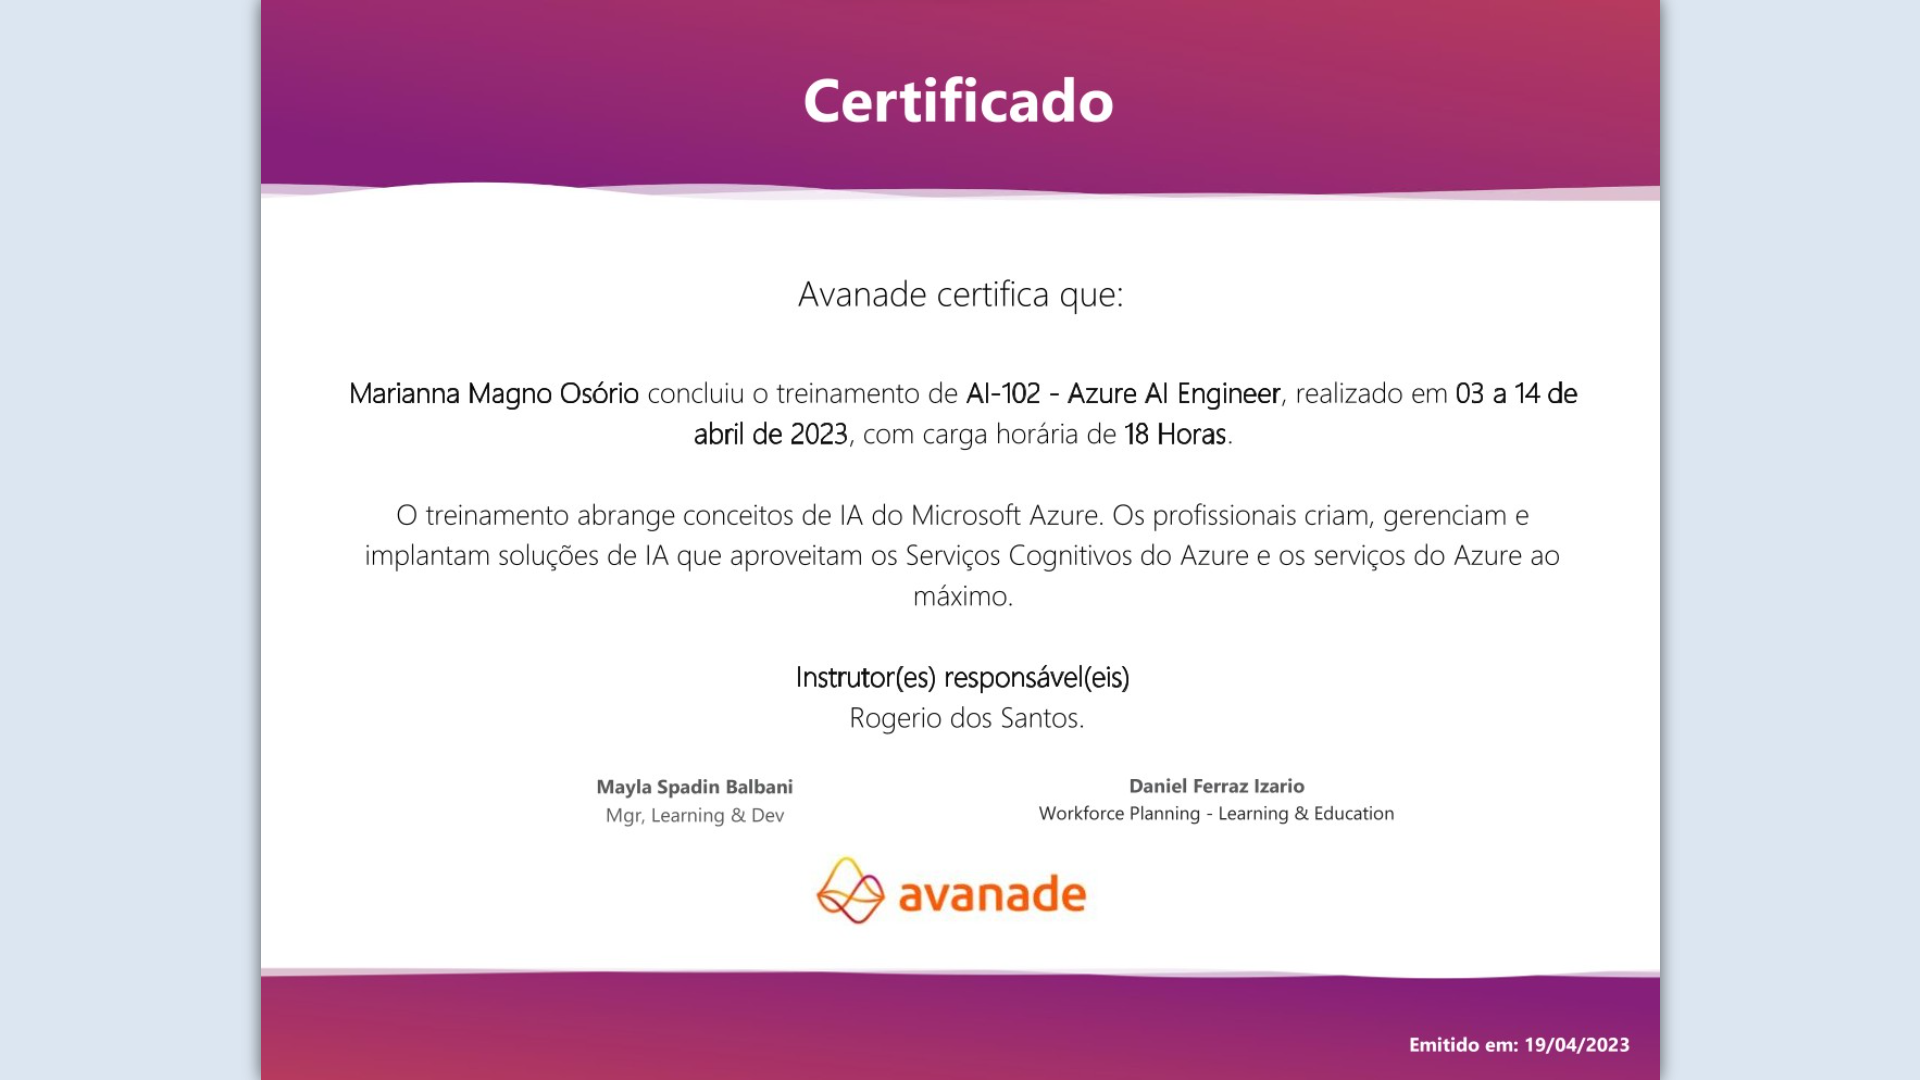 Certificado
Avanade certifica que:
Marianna Magno Osório concluiu o treinamento de AI-102 - Azure AI Engineer, realizado em 03 a 14 de
abril de 2023, com carga horária de 18 Horas.
O treinamento abrange conceitos de IA do Microsoft Azure. Os profissionais criam, gerenciam e
implantam soluções de IA que aproveitam os Serviços Cognitivos do Azure e os serviços do Azure ao
máximo.
Instrutor(es) responsável(eis)
Rogerio dos Santos.
Mayla Spadin Balbani
Mgr, Learning & Dev
Daniel Ferraz Izario
Workforce Planning - Learning & Education
avanade
Emitido em: 19/04/2023